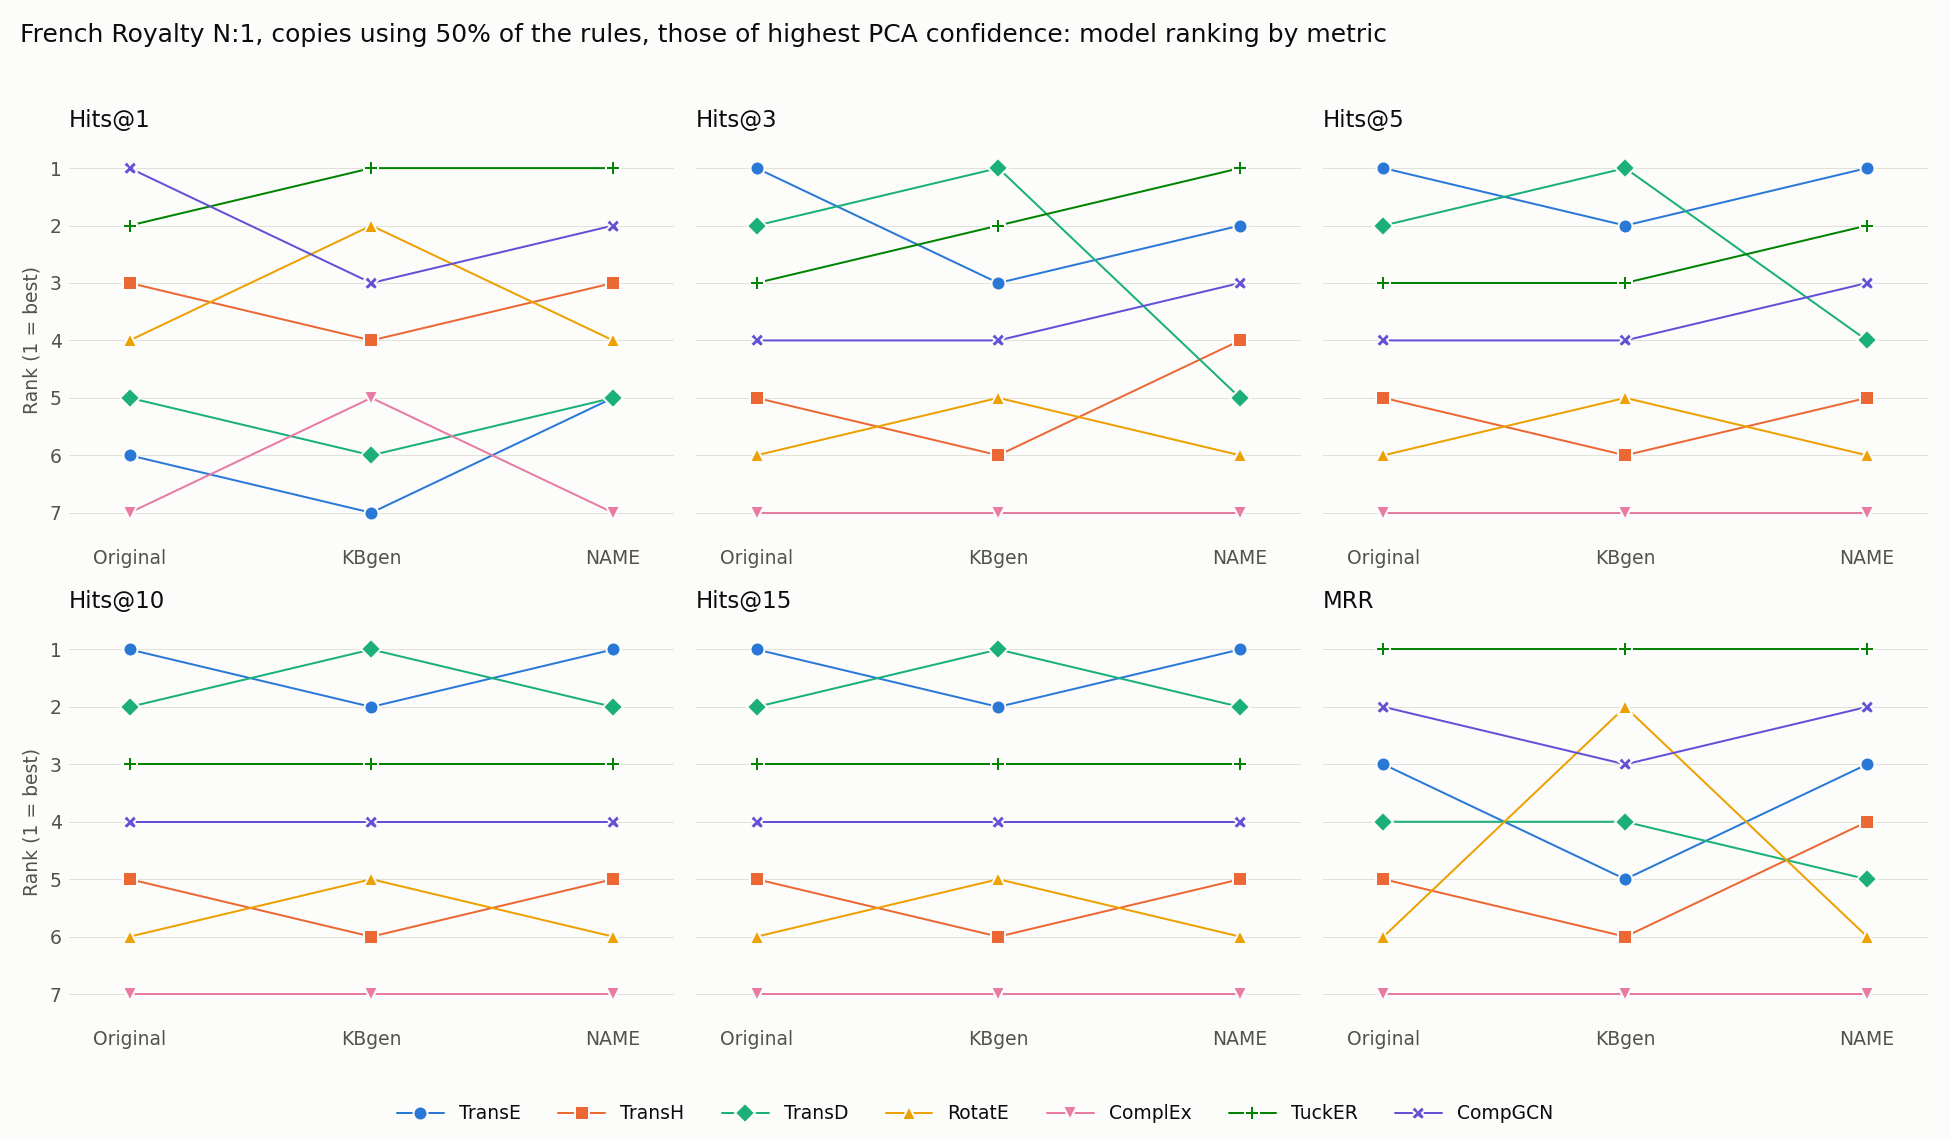 French Royalty N:1, copies using 50% of the rules, those of highest PCA confidence: model ranking by metric
Hits@1
Hits@3
Hits@5
Rank (1 = best)
1
2
3
4
5
6
7
Original
KBgen
NAME
Original
KBgen
NAME
Original
KBgen
NAME
Hits@10
Hits@15
MRR
Rank (1 = best)
1
2
3
4
5
6
7
Original
KBgen
NAME
Original
KBgen
NAME
Original
KBgen
NAME
TransE
TransH
TransD
RotatE
ComplEx
TuckER
CompGCN